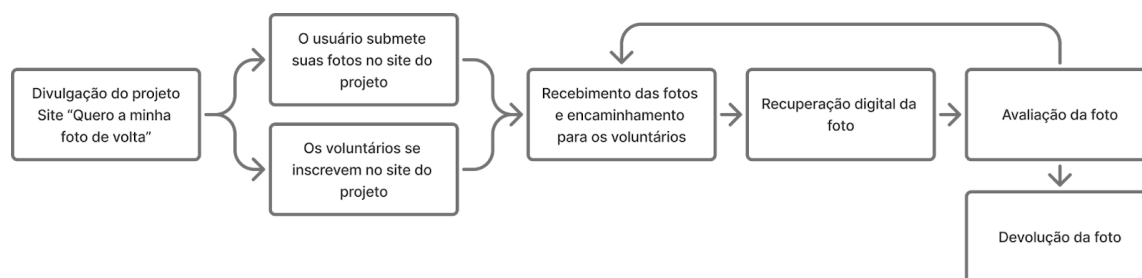 Divulgação do projeto
Site “Quero a minha
foto de volta”
O usuário submete
suas fotos no site do
projeto
Os voluntários se
inscrevem no site do
projeto
Recebimento das fotos
e encaminhamento
para os voluntários
Recuperação digital da
foto
Avaliação da foto
Devolução da foto